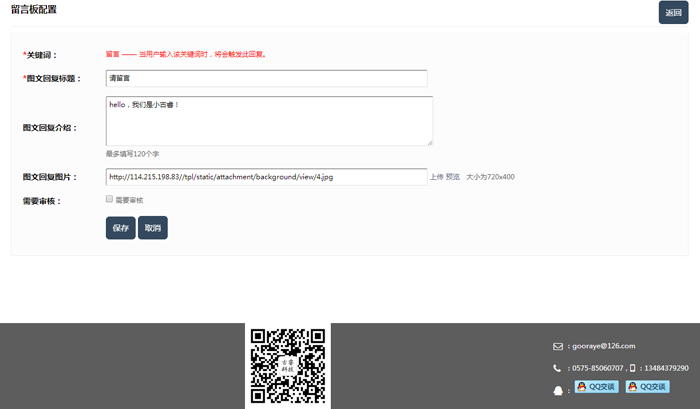 留言板配置
返回
*关键词：
留言 —— 当用户输入该关键词时，将会触发此回复。
*图文回复标题：
请留言
图文回复介绍：
hello，我们是小古睿！
最多填写120个字
图文回复图片：
http://114.215.198.83//tpl/static/attachment/background/view/4.jpg
上传 预览 大小为720x400
需要审核：
需要审核
保存 取消
古睿
科技
：gooraye@126.com
：0575-85060707，：13484379290
：QQ交谈 QQ交谈